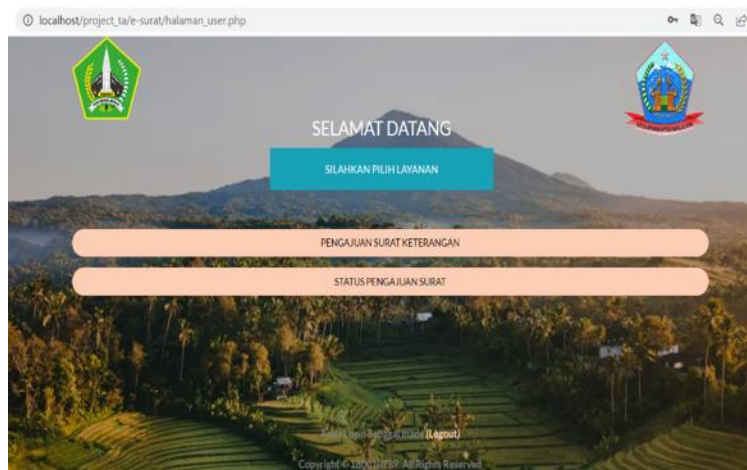 localhost/project_ta/e-surat/halaman_user.php
SELAMAT DATANG
SILAHKAN PILIH LAYANAN
PENGAJUAN SURAT KETERANGAN
STATUS PENGAJUAN SURAT
(Logout)
All Rights Reserved